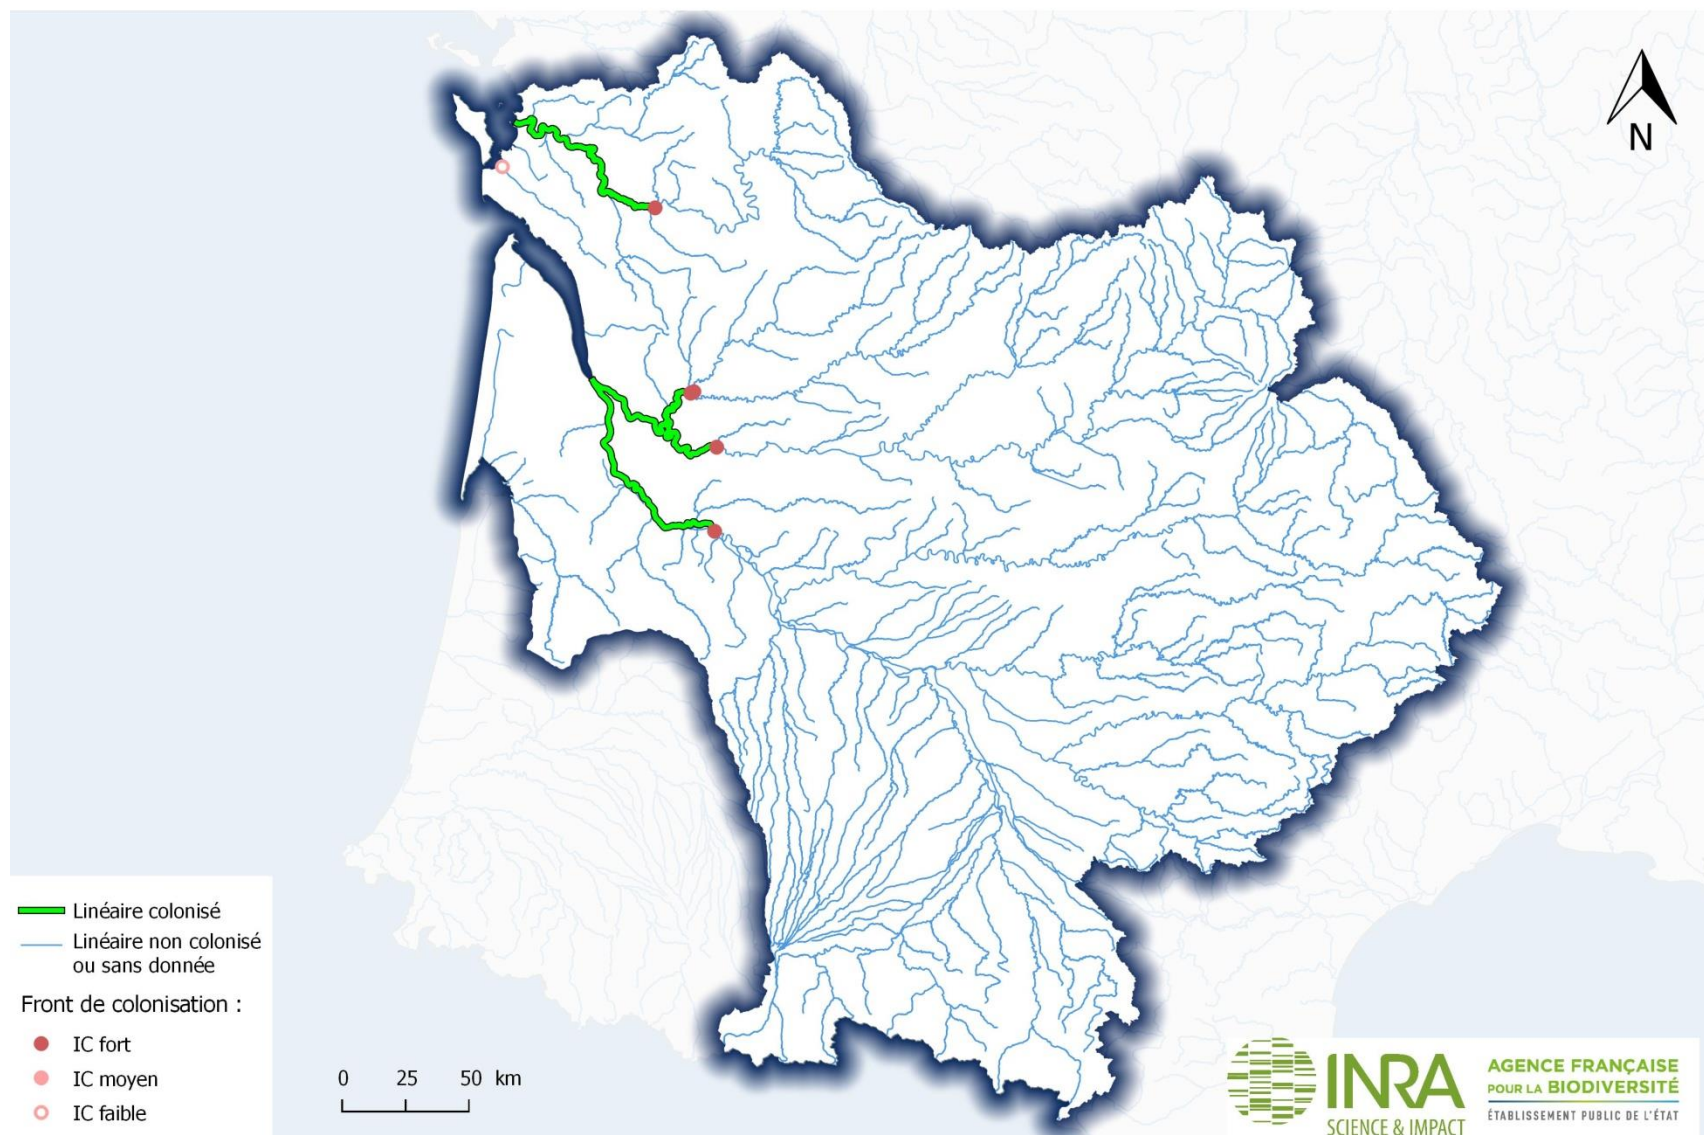 N
Linéaire colonisé
Linéaire non colonisé
ou sans donnée
Front de colonisation :
IC fort
IC moyen
IC faible
0 25 50 km
INRA
SCIENCE & IMPACT
AGENCE FRANÇAISE
POUR LA BIODIVERSITÉ
ÉTABLISSEMENT PUBLIC DE L'ÉTAT